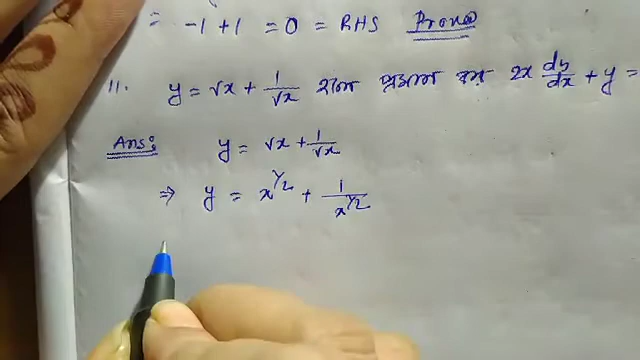 = -1 + 1 = 0 = RHS Proved
11. y = √x + 1/√x হলে প্রমাণ কর 2x dy/dx + y =
Ans: y = √x + 1/√x
⇒ y = x^1/2 + 1/x^1/2